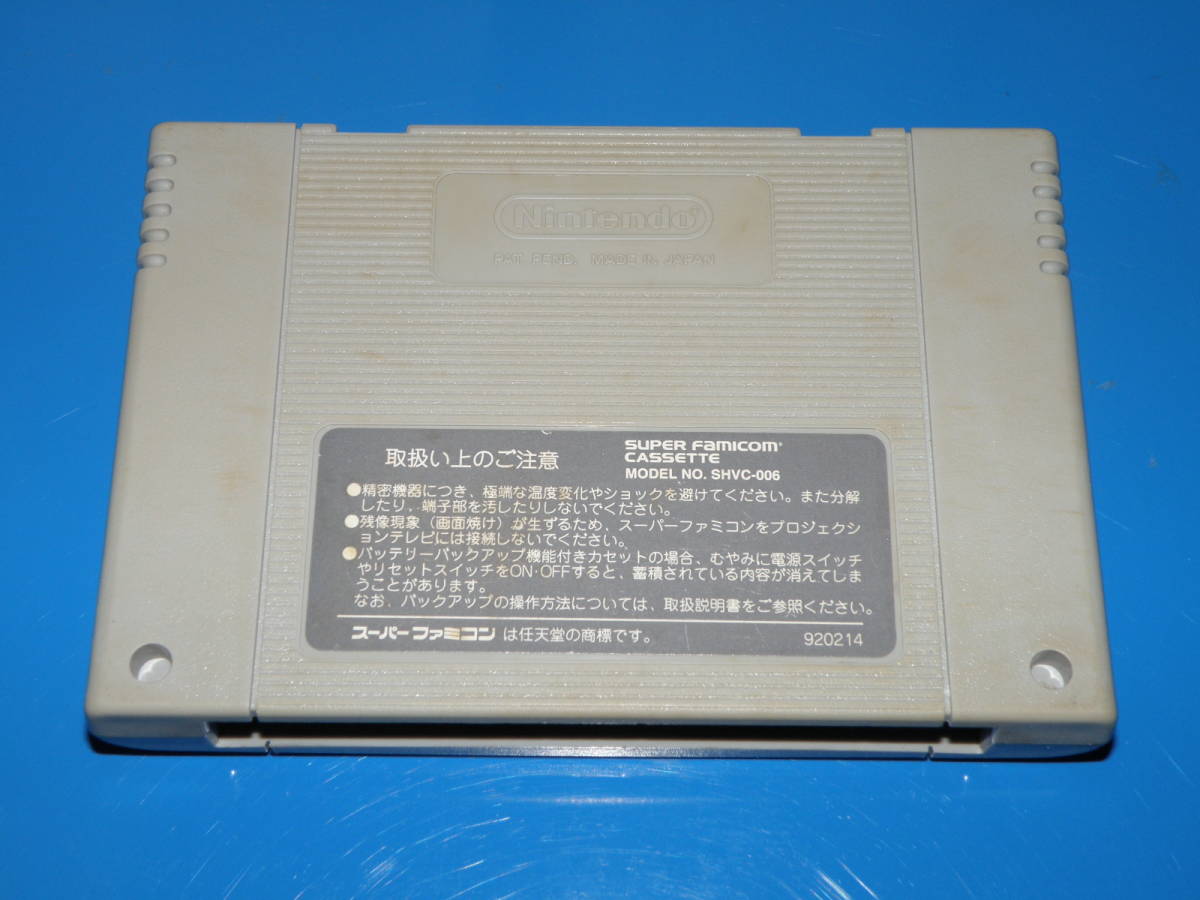 Nintendo
PAT. PEND. MADE IN JAPAN
取扱い上のご注意
SUPER FAMICOM
CASSETTE
MODEL NO. SHVC-006
●精密機器につき、極端な温度変化やショックを避けてください。また分解
したり、端子部を汚したりしないでください。
●残像現象（画面焼け）が生ずるため、スーパーファミコンをプロジェクシ
ョンテレビには接続しないでください。
●バッテリーバックアップ機能付きカセットの場合、むやみに電源スイッチ
やリセットスイッチをON·OFFすると、蓄積されている内容が消えてしま
うことがあります。
なお、バックアップの操作方法については、取扱説明書をご参照ください。
スーパーファミコン は任天堂の商標です。
920214